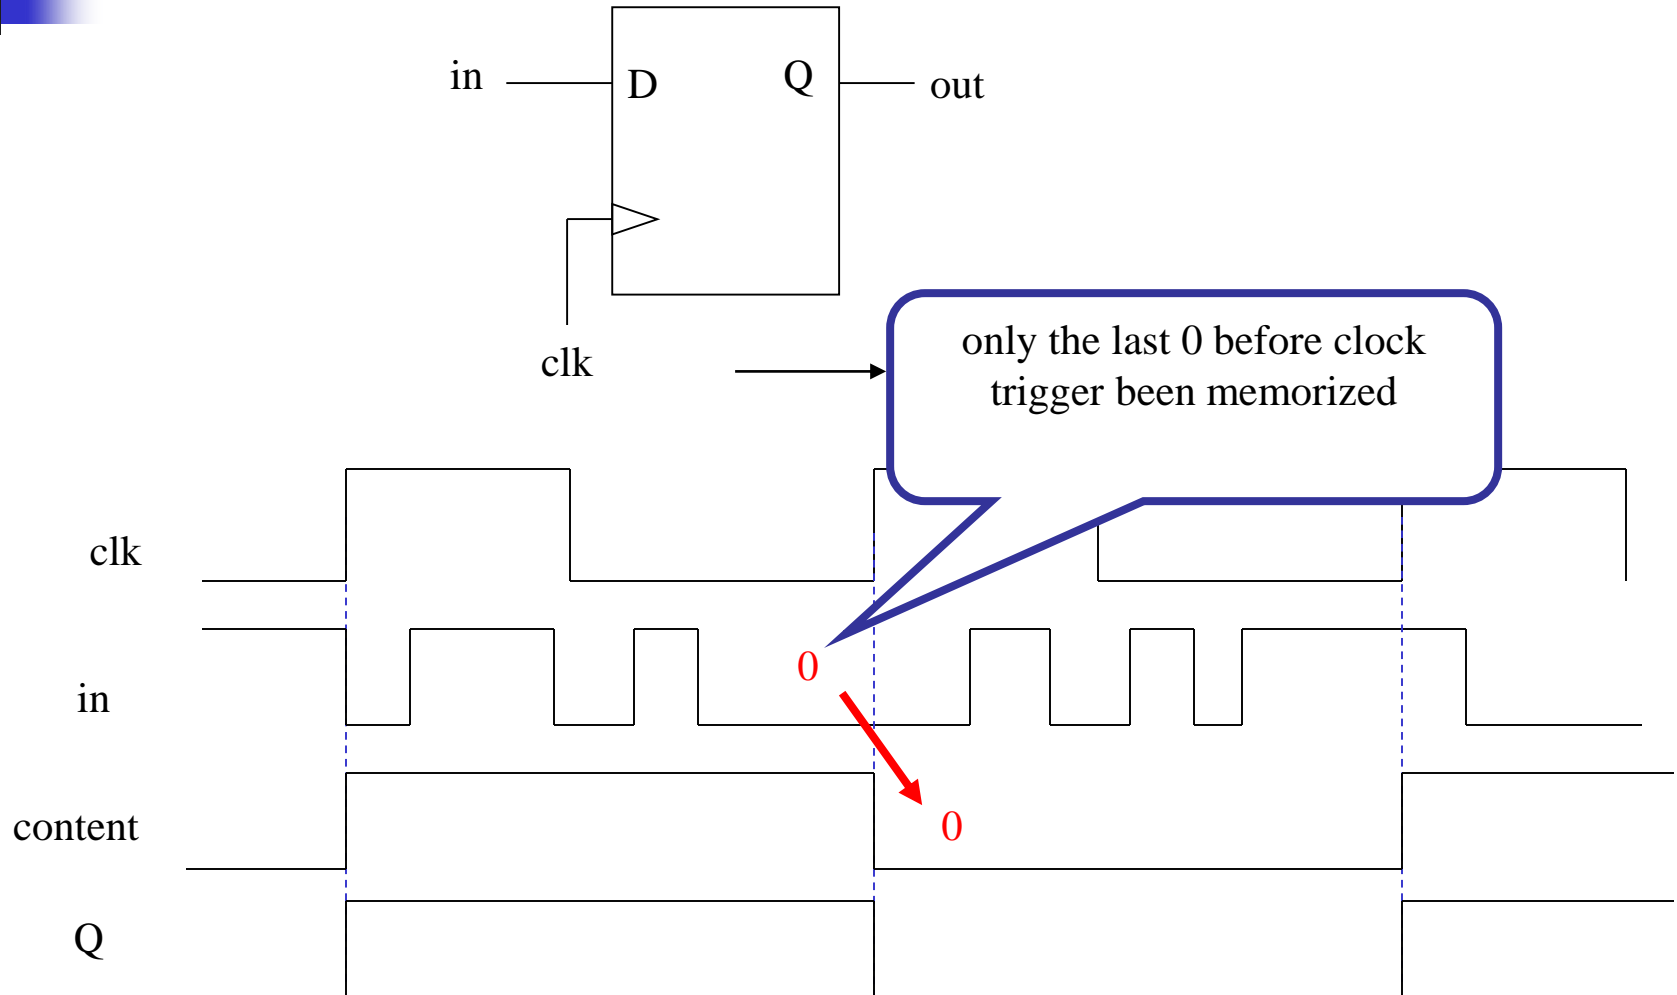 in
D
Q
out
clk
only the last 0 before clock
trigger been memorized
clk
in
0
content
0
Q